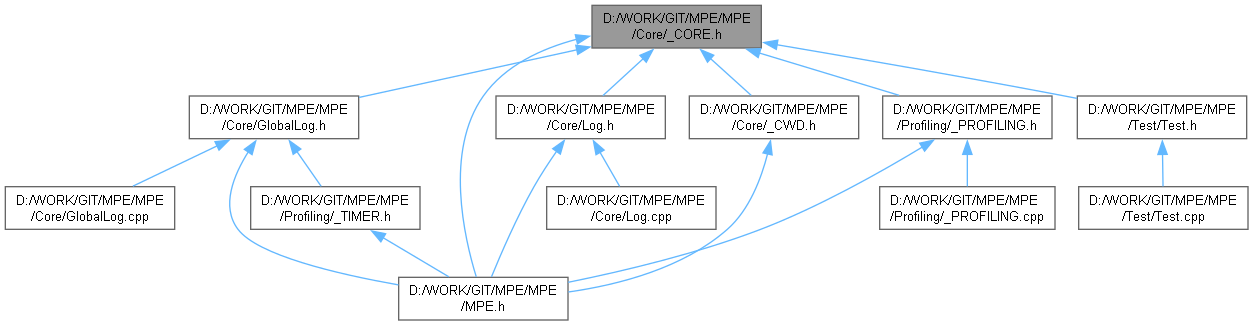 D:/WORK/GIT/MPE/MPE
/Core/_CORE.h
D:/WORK/GIT/MPE/MPE
/Core/GlobalLog.h
D:/WORK/GIT/MPE/MPE
/Core/Log.h
D:/WORK/GIT/MPE/MPE
/Core/_CWD.h
D:/WORK/GIT/MPE/MPE
/Profiling/_PROFILING.h
D:/WORK/GIT/MPE/MPE
/Test/Test.h
D:/WORK/GIT/MPE/MPE
/Core/GlobalLog.cpp
D:/WORK/GIT/MPE/MPE
/Profiling/_TIMER.h
D:/WORK/GIT/MPE/MPE
/Core/Log.cpp
D:/WORK/GIT/MPE/MPE
/Profiling/_PROFILING.cpp
D:/WORK/GIT/MPE/MPE
/Test/Test.cpp
D:/WORK/GIT/MPE/MPE
/MPE.h